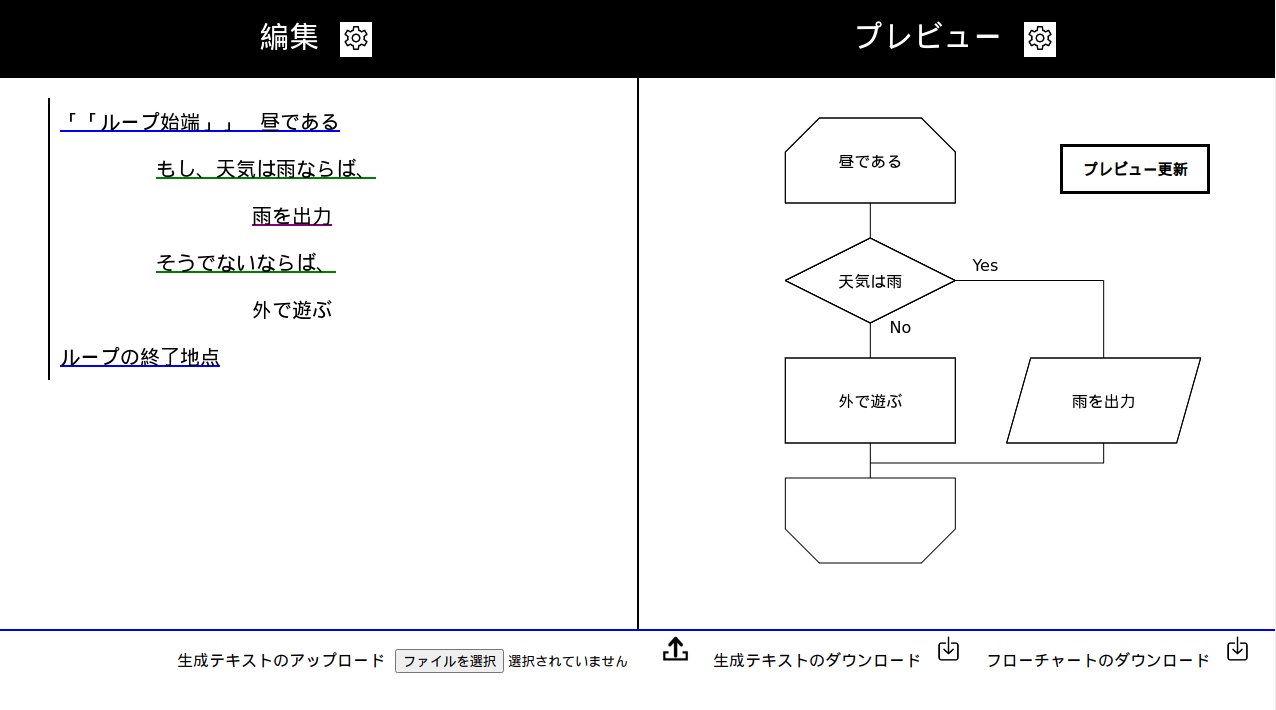 編集
プレビュー
「「ループ始端」」 昼である
もし、天気は雨ならば、
雨を出力
そうでないならば、
外で遊ぶ
ループの終了地点
昼である
プレビュー更新
天気は雨
Yes
No
外で遊ぶ
雨を出力
生成テキストのアップロード ファイルを選択 選択されていません
生成テキストのダウンロード
フローチャートのダウンロード